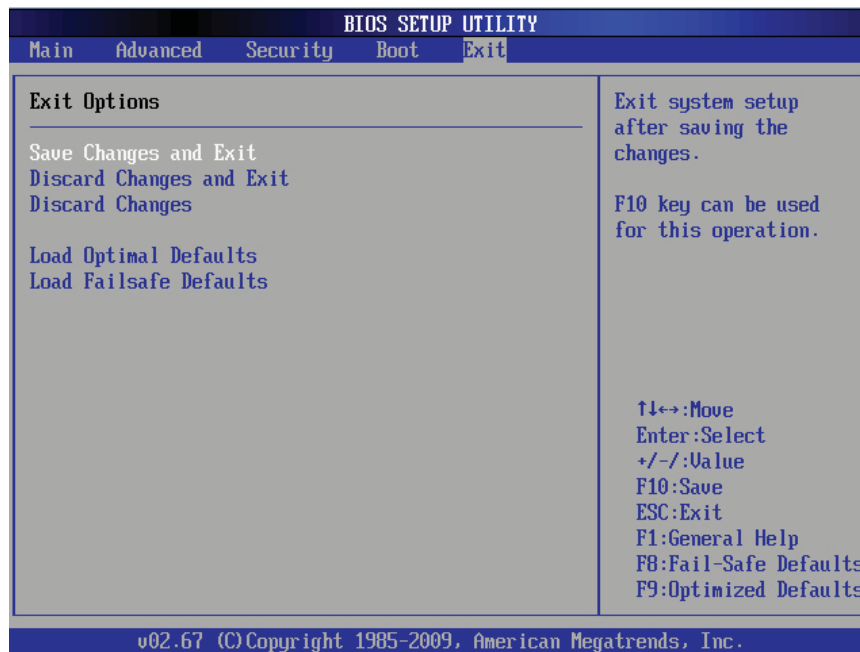 BIOS SETUP UTILITY
Main Advanced Security Boot Exit
Exit Options
Save Changes and Exit
Discard Changes and Exit
Discard Changes
Load Optimal Defaults
Load Failsafe Defaults
Exit system setup
after saving the
changes.
F10 key can be used
for this operation.
↑↓←→:Move
Enter:Select
+/-/:Value
F10:Save
ESC:Exit
F1:General Help
F8:Fail-Safe Defaults
F9:Optimized Defaults
v02.67 (C)Copyright 1985-2009, American Megatrends, Inc.